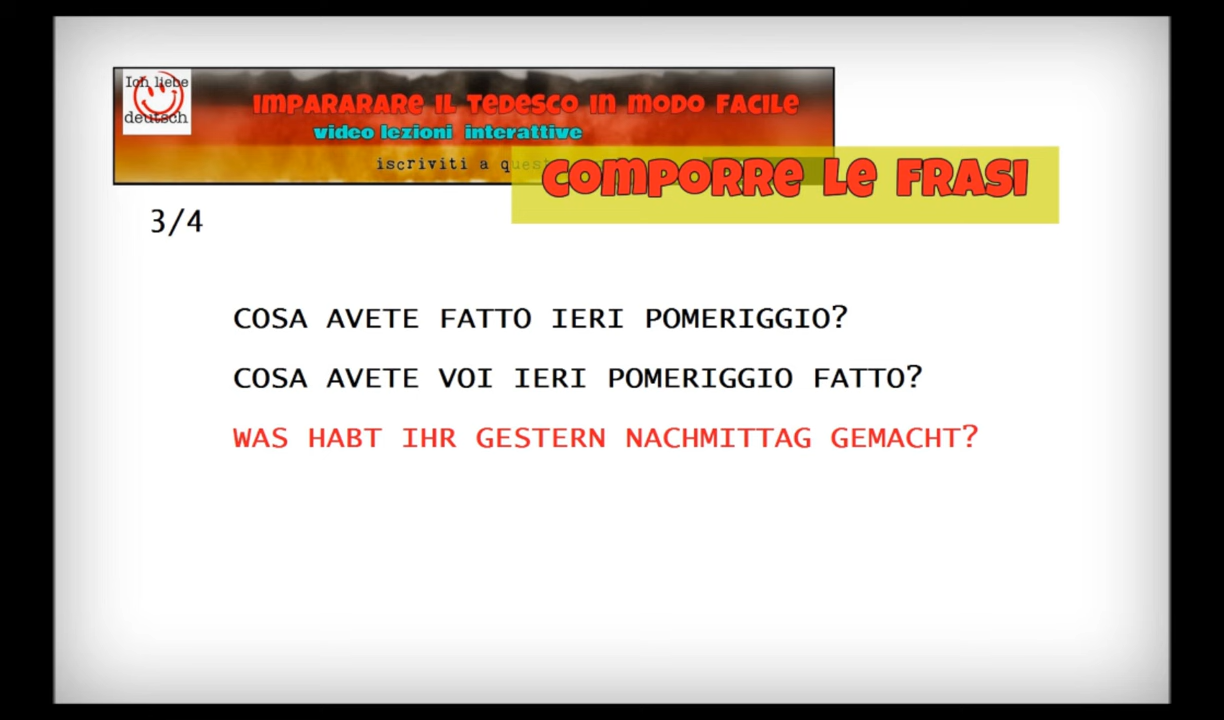 Ich liebe
deutsch
IMPARARARE IL TEDESCO IN MODO FACILE
video lezioni interattive
iscriviti a
COMPORRE LE FRASI
3/4
COSA AVETE FATTO IERI POMERIGGIO?
COSA AVETE VOI IERI POMERIGGIO FATTO?
WAS HABT IHR GESTERN NACHMITTAG GEMACHT?